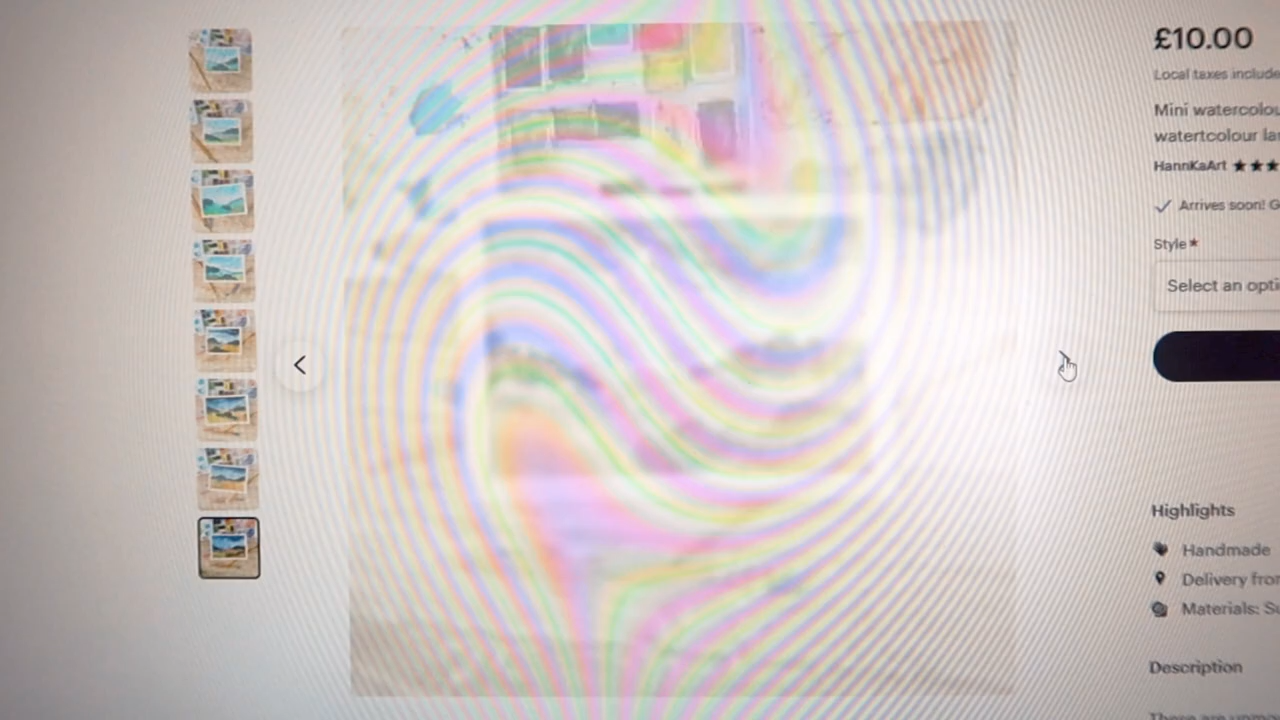 £10.00
Local taxes include
Mini watercolou
watertcolour la
HannKaArt ★★★
Arrives soon! G
Style*
Select an opti
Highlights
Handmade
Delivery fro
Materials: Su
Description